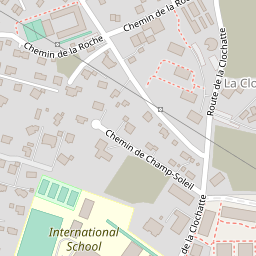 Chemin de la Roche
Chemin de la Roche
La Clo
Route de la Clochatte
Chemin de Champ-Soleil
de la Clochatte
International
School